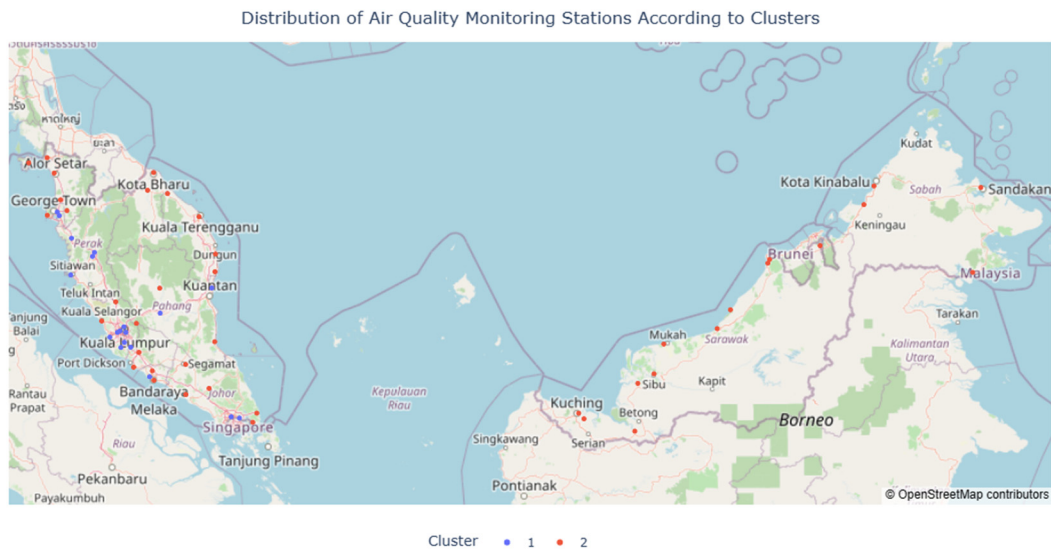 Distribution of Air Quality Monitoring Stations According to Clusters
หาดใหญ่
ยะลา
Alor Setar
Kota Bharu
George Town
Kuala Terengganu
Perak
Dungun
Sitiawan
Teluk Intan
Kuantan
Kuala Selangor
Pahang
Tanjung
Balai
Kuala Lumpur
Port Dickson
Segamat
Bandaraya
Melaka
Johor
Rantau
Prapat
Singapore
Riau
Tanjung Pinang
Pekanbaru
Payakumbuh
Kepulauan
Riau
Kudat
Kota Kinabalu
Sabah
Sandakan
Keningau
Brunei
Malaysia
Tarakan
Mukah
Sarawak
Kalimantan
Utara
Sibu
Kapit
Kuching
Betong
Borneo
Singkawang
Serian
Pontianak
© OpenStreetMap contributors
Cluster 1 2